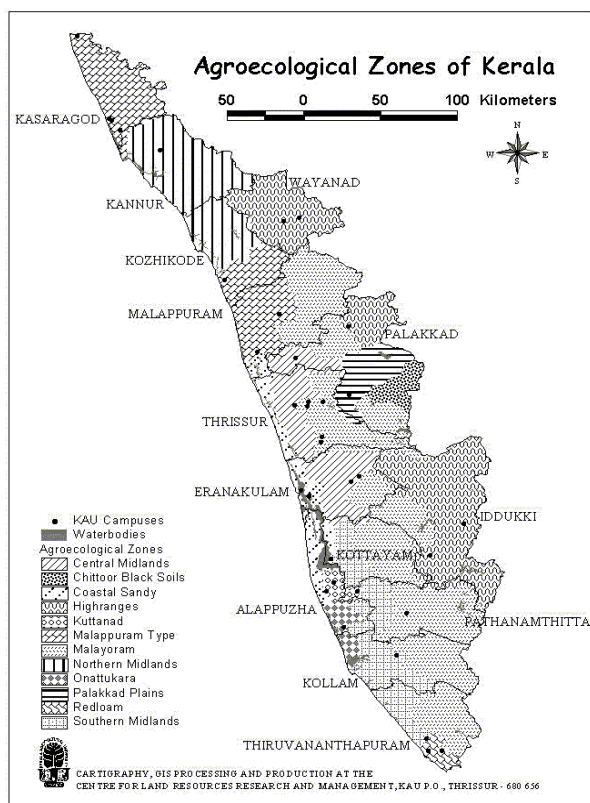 Agroecological Zones of Kerala
50 0 50 100 Kilometers
N
W E
S
KASARAGOD
WAYANAD
KANNUR
KOZHIKODE
MALAPPURAM
PALAKKAD
THRISSUR
ERANAKULAM
IDDUKKI
KOTTAYAM
ALAPPUZHA
PATHANAMTHITTA
KOLLAM
THIRUVANANTHAPURAM
KAU Campuses
Waterbodies
Agroecological Zones
Central Midlands
Chittoor Black Soils
Coastal Sandy
Highranges
Kuttanad
Malappuram Type
Malayoram
Northern Midlands
Onattukara
Palakkad Plains
Redloam
Southern Midlands
CARTIGRAPHY, GIS PROCESSING AND PRODUCTION AT THE
CENTRE FOR LAND RESOURCES RESEARCH AND MANAGEMENT, KAU P.O., THRISSUR - 680 656